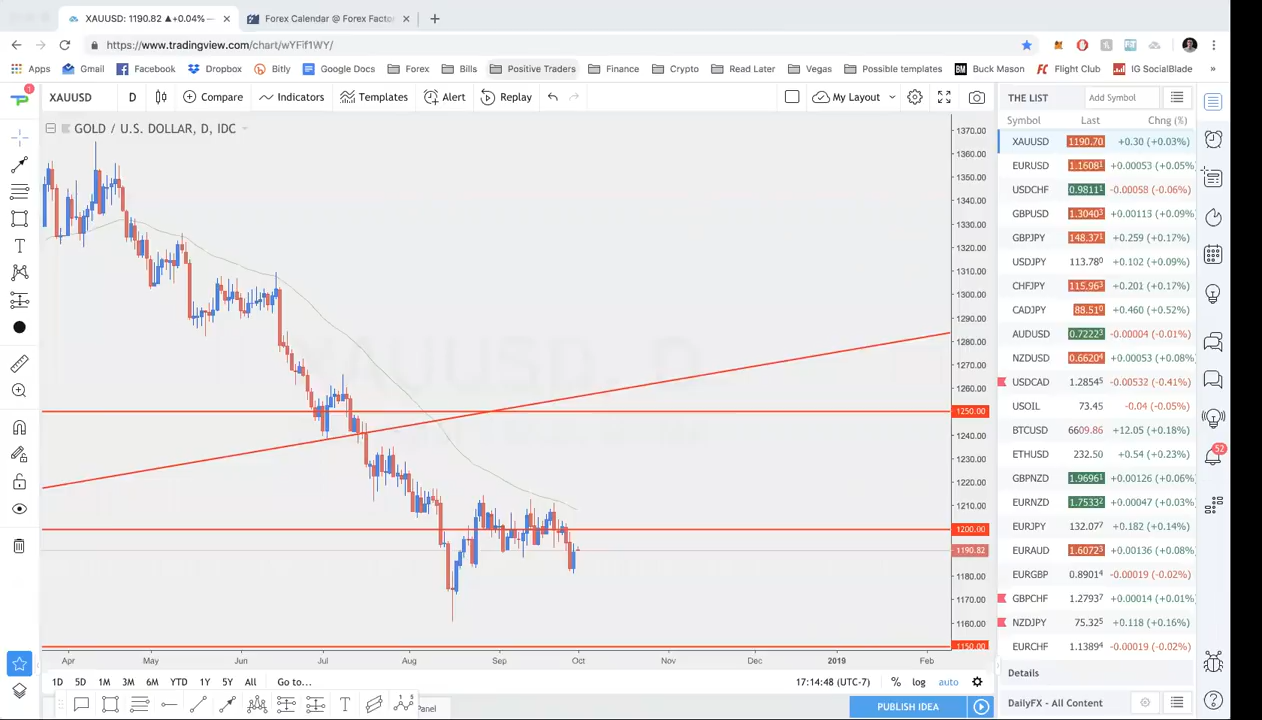 XAUUSD: 1190.82 ▲+0.04% —
Forex Calendar @ Forex Facto
https://www.tradingview.com/chart/wYFif1WY/
Apps Gmail Facebook Dropbox Bitly Google Docs Forex Bills Positive Traders Finance Crypto Read Later Vegas Possible templates BM Buck Mason FC Flight Club IG SocialBlade »
1 XAUUSD D Compare Indicators Templates Alert Replay My Layout THE LIST Add Symbol
Symbol Last Chng (%)
GOLD / U.S. DOLLAR, D, IDC
XAUUSD 1190.70 +0.30 (+0.03%)
EURUSD 1.16081 +0.00053 (+0.05%)
USDCHF 0.98111 -0.00058 (-0.06%)
GBPUSD 1.30403 +0.00113 (+0.09%)
GBPJPY 148.371 +0.259 (+0.17%)
USDJPY 113.780 +0.102 (+0.09%)
CHFJPY 115.963 +0.201 (+0.17%)
CADJPY 88.510 +0.460 (+0.52%)
AUDUSD 0.72223 -0.00004 (-0.01%)
NZDUSD 0.66204 +0.00053 (+0.08%)
USDCAD 1.28545 -0.00532 (-0.41%)
USOIL 73.45 -0.04 (-0.05%)
BTCUSD 6609.86 +12.05 (+0.18%)
ETHUSD 232.50 +0.54 (+0.23%)
GBPNZD 1.96961 +0.00126 (+0.06%)
EURNZD 1.75332 +0.00047 (+0.03%)
EURJPY 132.077 +0.182 (+0.14%)
EURAUD 1.60723 +0.00136 (+0.08%)
EURGBP 0.89014 -0.00019 (-0.02%)
GBPCHF 1.27937 +0.00014 (+0.01%)
NZDJPY 75.325 +0.118 (+0.16%)
EURCHF 1.13894 -0.00019 (-0.02%)
52
1370.00
1360.00
1350.00
1340.00
1330.00
1320.00
1310.00
1300.00
1290.00
1280.00
1270.00
1260.00
1250.00
1240.00
1230.00
1220.00
1210.00
1200.00
1190.82
1180.00
1170.00
1160.00
1150.00
XAUUSD, D
Apr May Jun Jul Aug Sep Oct Nov Dec 2019 Feb
1D 5D 1M 3M 6M YTD 1Y 5Y All Go to... 17:14:48 (UTC-7) % log auto
Details
Panel PUBLISH IDEA DailyFX - All Content